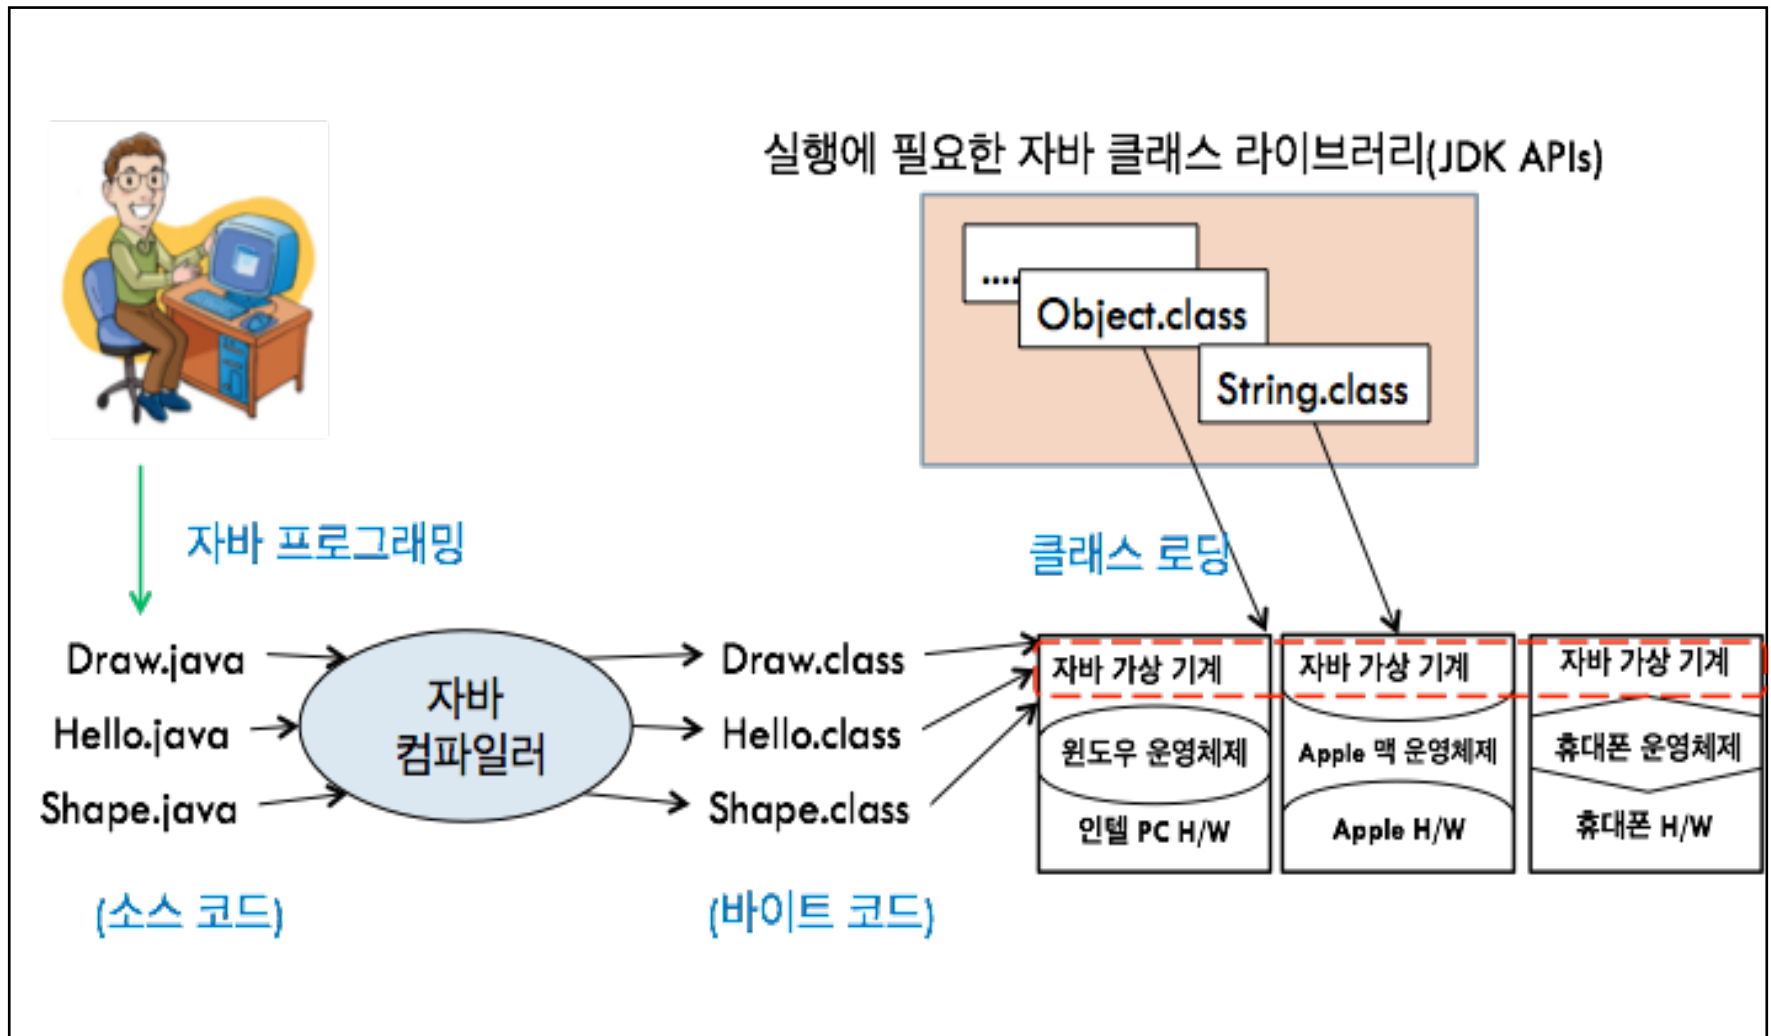 실행에 필요한 자바 클래스 라이브러리(JDK APIs)
....
Object.class
String.class
자바 프로그래밍
클래스 로딩
Draw.java
Hello.java
Shape.java
자바
컴파일러
Draw.class
Hello.class
Shape.class
자바 가상 기계
윈도우 운영체제
인텔 PC H/W
자바 가상 기계
Apple 맥 운영체제
Apple H/W
자바 가상 기계
휴대폰 운영체제
휴대폰 H/W
(소스 코드)
(바이트 코드)